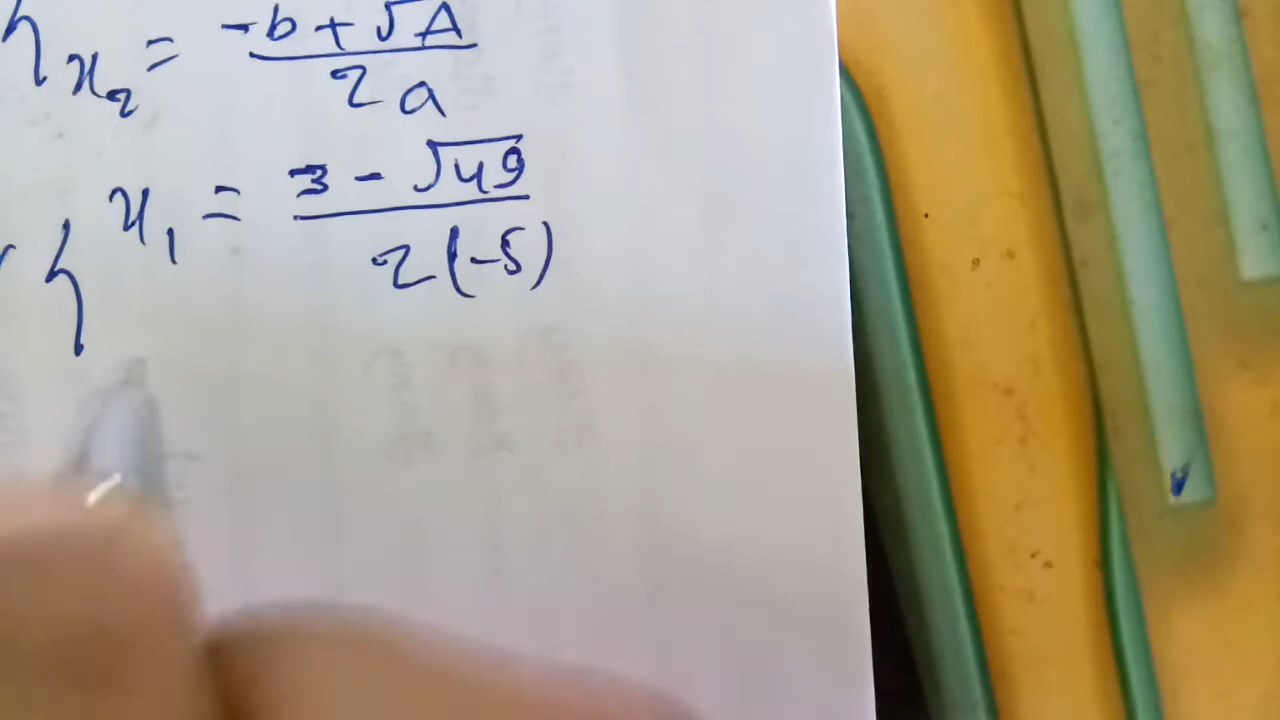 x₂ = (-b + √Δ) / 2a
{ x₁ = (3 - √49) / 2(-5)